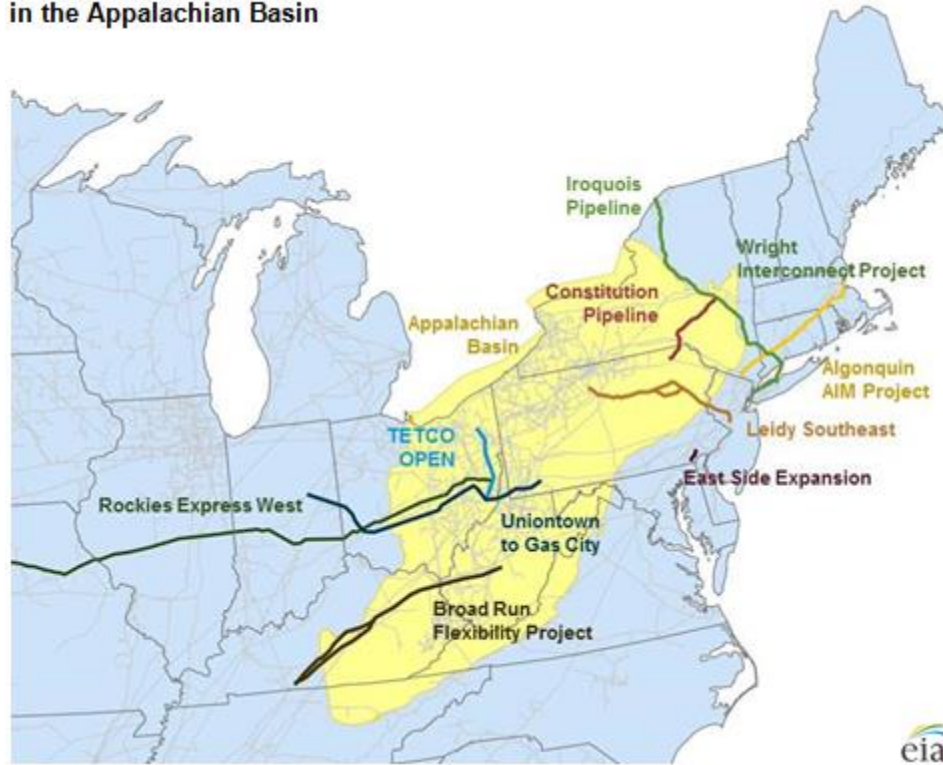 in the Appalachian Basin
Iroquois
Pipeline
Wright
Interconnect Project
Constitution
Pipeline
Appalachian
Basin
Algonquin
AIM Project
TETCO
OPEN
Leidy Southeast
East Side Expansion
Rockies Express West
Uniontown
to Gas City
Broad Run
Flexibility Project
eia